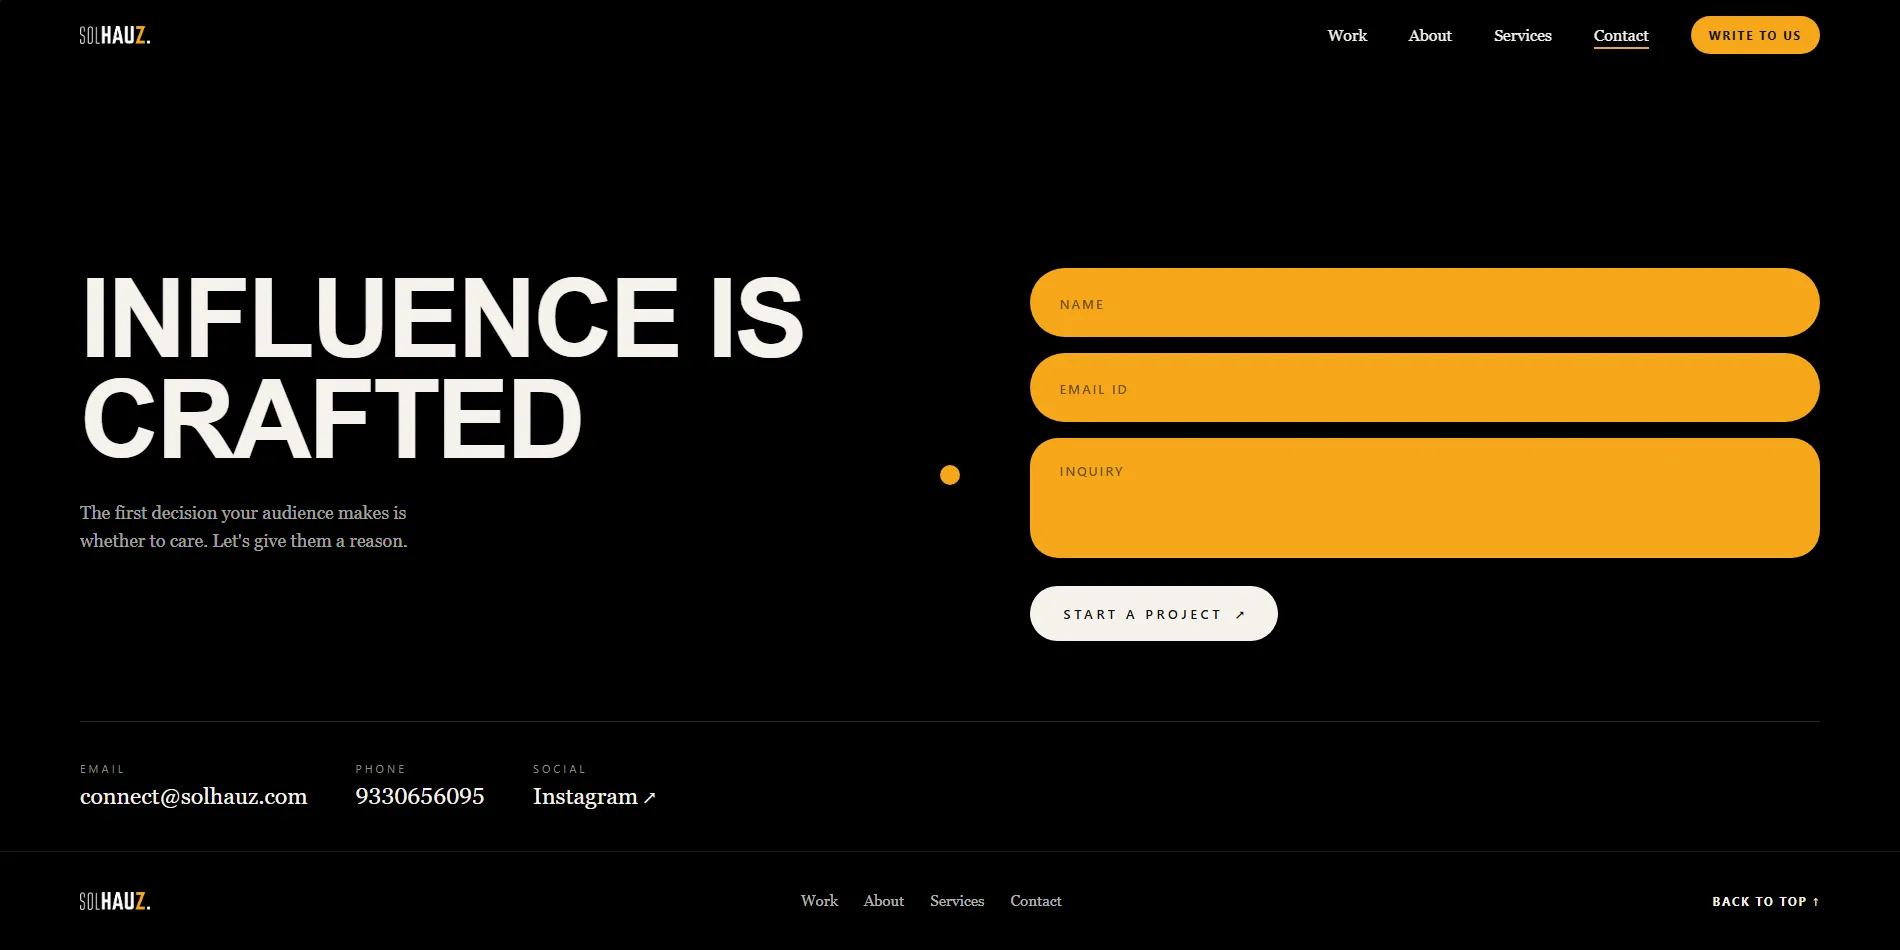 SOLHAUZ.
Work About Services Contact WRITE TO US
INFLUENCE IS
CRAFTED
The first decision your audience makes is
whether to care. Let's give them a reason.
NAME
EMAIL ID
INQUIRY
START A PROJECT ↗
EMAIL
connect@solhauz.com
PHONE
9330656095
SOCIAL
Instagram ↗
SOLHAUZ.
Work About Services Contact
BACK TO TOP ↑